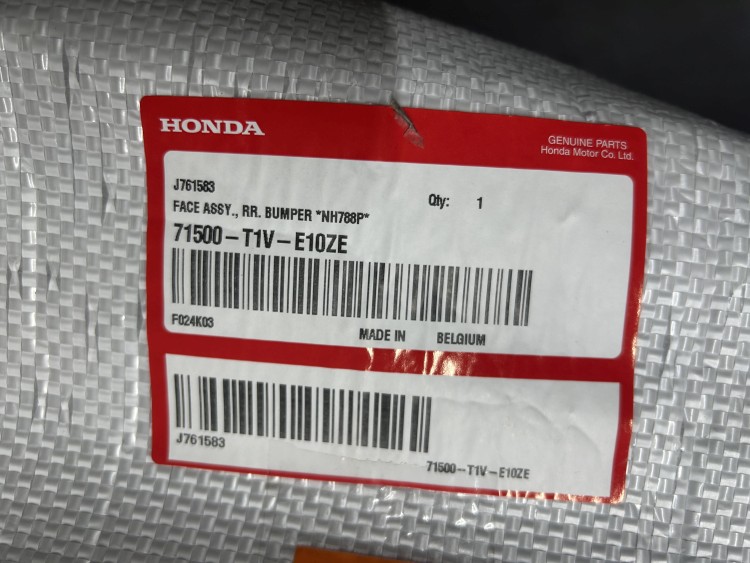 HONDA
GENUINE PARTS
Honda Motor Co. Ltd.
J761583
Qty: 1
FACE ASSY., RR. BUMPER *NH788P*
71500-T1V-E10ZE
F024K03
MADE IN BELGIUM
J761583
71500-T1V-E10ZE